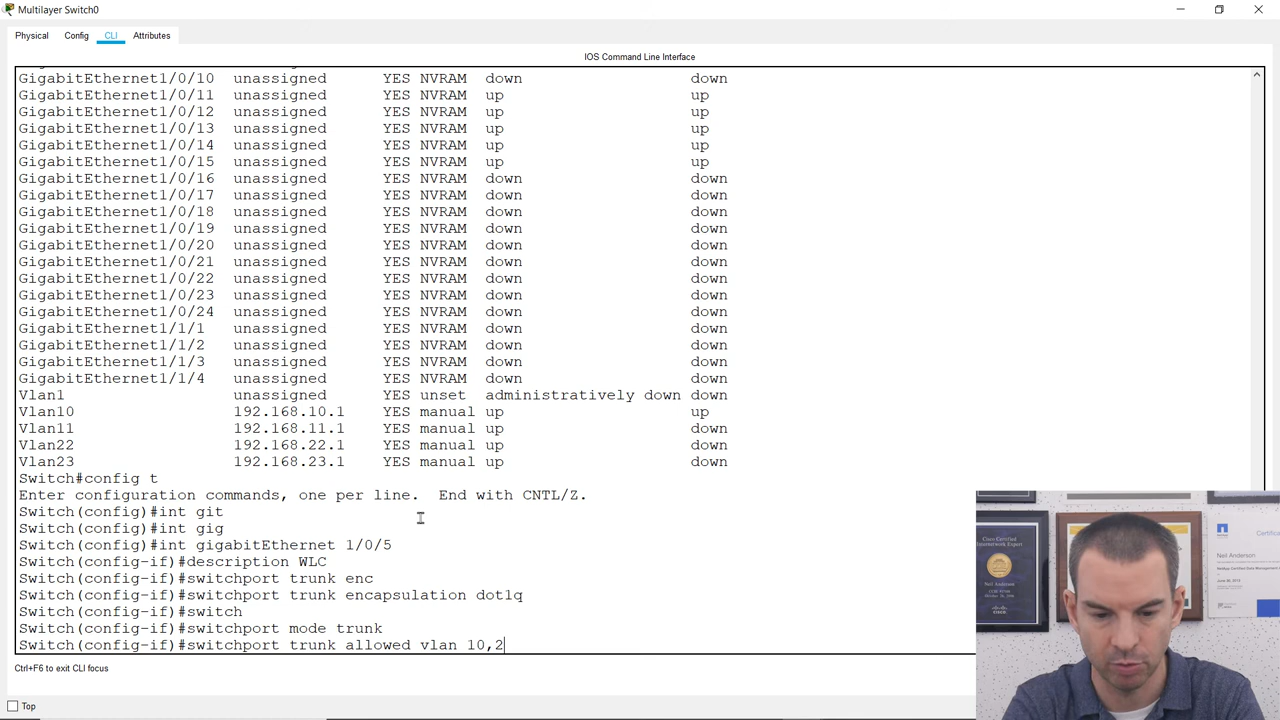 Multilayer Switch0
Physical Config CLI Attributes
IOS Command Line Interface
GigabitEthernet1/0/10 unassigned YES NVRAM down down
GigabitEthernet1/0/11 unassigned YES NVRAM up up
GigabitEthernet1/0/12 unassigned YES NVRAM up up
GigabitEthernet1/0/13 unassigned YES NVRAM up up
GigabitEthernet1/0/14 unassigned YES NVRAM up up
GigabitEthernet1/0/15 unassigned YES NVRAM up up
GigabitEthernet1/0/16 unassigned YES NVRAM down down
GigabitEthernet1/0/17 unassigned YES NVRAM down down
GigabitEthernet1/0/18 unassigned YES NVRAM down down
GigabitEthernet1/0/19 unassigned YES NVRAM down down
GigabitEthernet1/0/20 unassigned YES NVRAM down down
GigabitEthernet1/0/21 unassigned YES NVRAM down down
GigabitEthernet1/0/22 unassigned YES NVRAM down down
GigabitEthernet1/0/23 unassigned YES NVRAM down down
GigabitEthernet1/0/24 unassigned YES NVRAM down down
GigabitEthernet1/1/1 unassigned YES NVRAM down down
GigabitEthernet1/1/2 unassigned YES NVRAM down down
GigabitEthernet1/1/3 unassigned YES NVRAM down down
GigabitEthernet1/1/4 unassigned YES NVRAM down down
Vlan1 unassigned YES unset administratively down down
Vlan10 192.168.10.1 YES manual up up
Vlan11 192.168.11.1 YES manual up down
Vlan22 192.168.22.1 YES manual up down
Vlan23 192.168.23.1 YES manual up down
Switch#config t
Enter configuration commands, one per line. End with CNTL/Z.
Switch(config)#int git
Switch(config)#int gig
Switch(config)#int gigabitEthernet 1/0/5
Switch(config-if)#description WLC
Switch(config-if)#switchport trunk enc
Switch(config-if)#switchport trunk encapsulation dot1q
Switch(config-if)#switch
Switch(config-if)#switchport mode trunk
Switch(config-if)#switchport trunk allowed vlan 10,2
Ctrl+F6 to exit CLI focus
Top
Neil Anderson
Neil Anderson